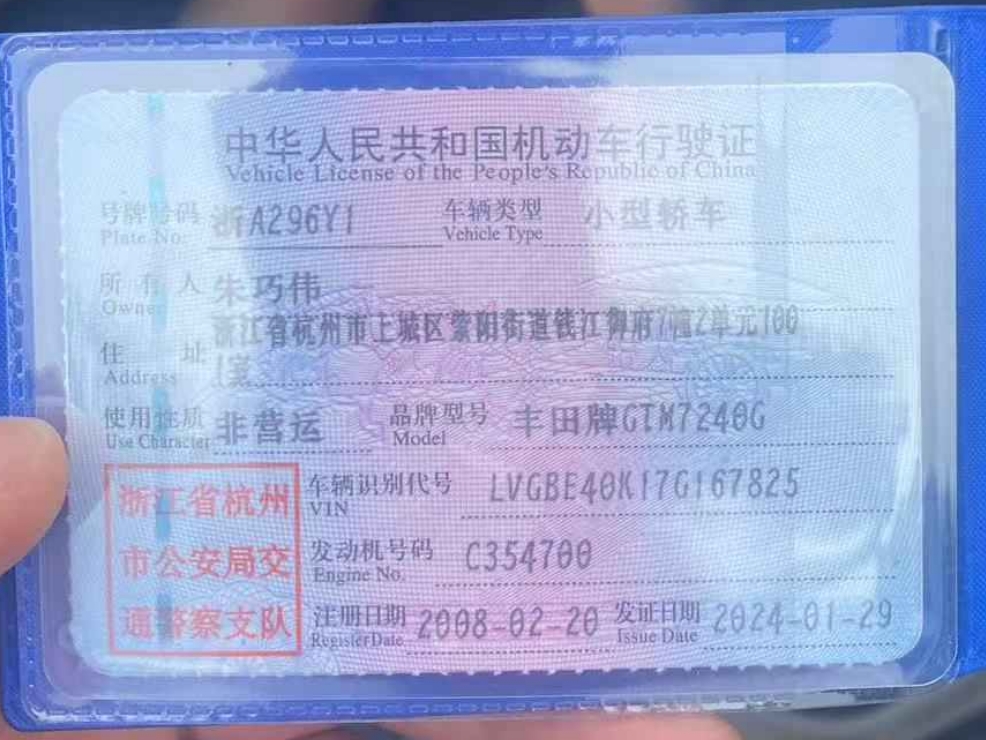 中华人民共和国机动车行驶证
Vehicle License of the People's Republic of China
号牌号码 浙A296Y1 车辆类型 小型轿车
Plate No. Vehicle Type
所有人 朱巧伟
Owner
浙江省杭州市上城区紫阳街道钱江御府7幢2单元100
住址 1室
Address
使用性质 非营运 品牌型号 丰田牌GTM7240G
Use Character Model
浙江省杭州 车辆识别代号 LVGBE40K17G167825
VIN
市公安局交 发动机号码 C354700
Engine No.
通警察支队 注册日期 2008-02-20 发证日期 2024-01-29
Register Date Issue Date